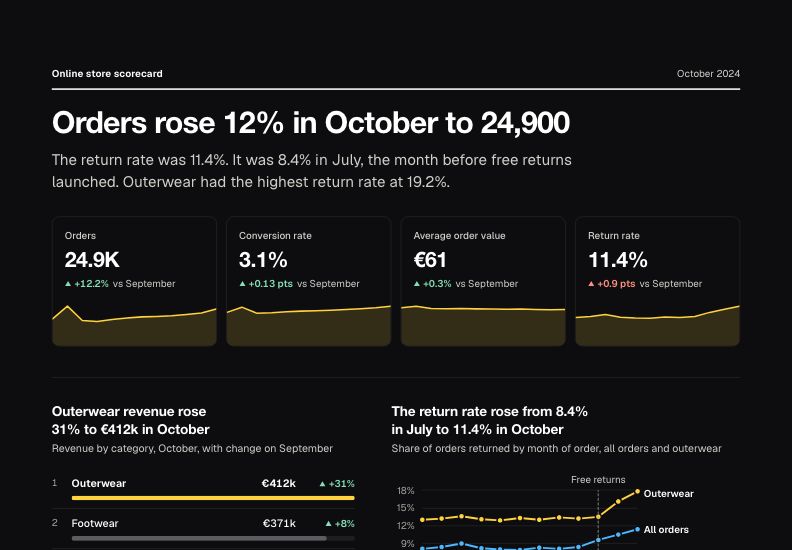 Online store scorecard
October 2024
Orders rose 12% in October to 24,900
The return rate was 11.4%. It was 8.4% in July, the month before free returns
launched. Outerwear had the highest return rate at 19.2%.
Orders
24.9K
▲ +12.2% vs September
Conversion rate
3.1%
▲ +0.13 pts vs September
Average order value
€61
▲ +0.3% vs September
Return rate
11.4%
▲ +0.9 pts vs September
Outerwear revenue rose
31% to €412k in October
Revenue by category, October, with change on September
1 Outerwear €412k ▲ +31%
2 Footwear €371k ▲ +8%
The return rate rose from 8.4%
in July to 11.4% in October
Share of orders returned by month of order, all orders and outerwear
Free returns
18%
Outerwear
15%
12%
All orders
9%